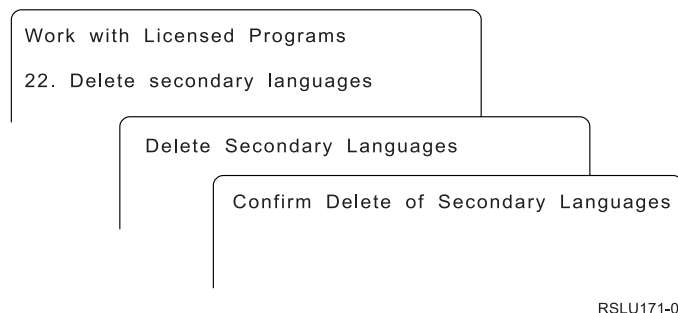 Work with Licensed Programs
22. Delete secondary languages
Delete Secondary Languages
Confirm Delete of Secondary Languages
RSLU171-0